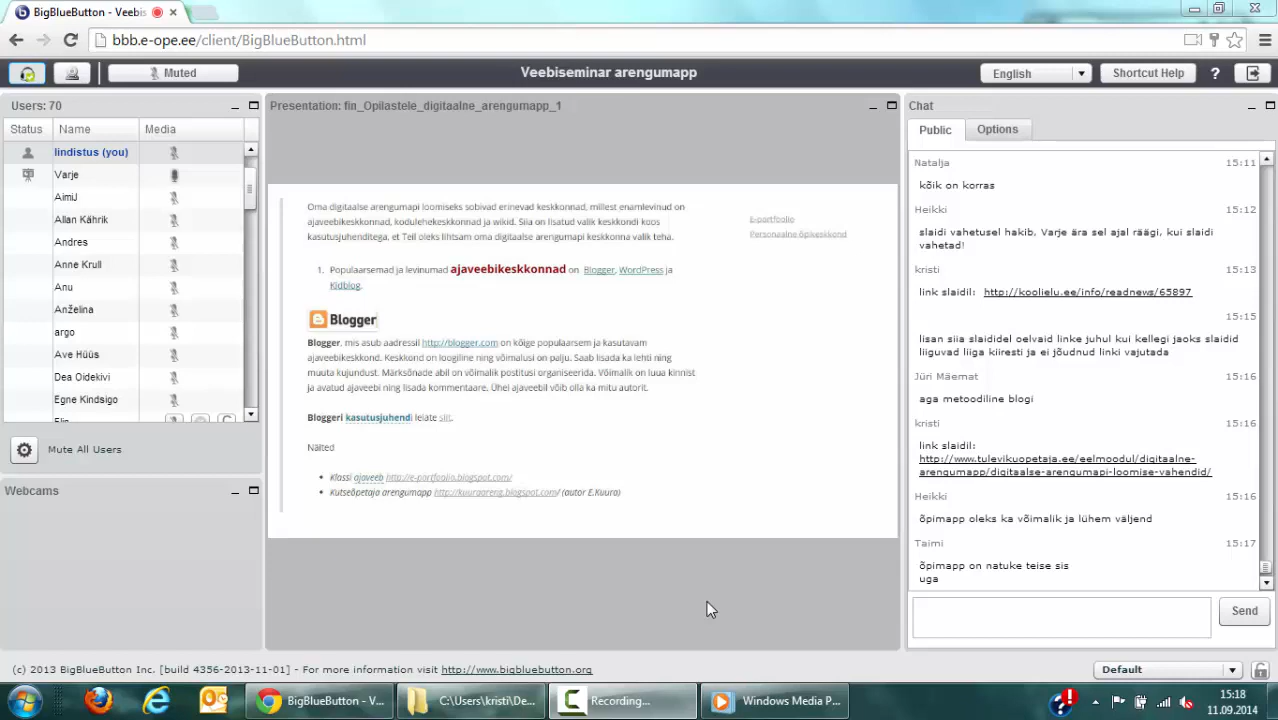 BigBlueButton - Veebis
bbb.e-ope.ee/client/BigBlueButton.html
Muted
Veebiseminar arengumapp
English
Shortcut Help
?
Users: 70
Status Name Media
lindistus (you)
Varje
AimiJ
Allan Kährik
Andres
Anne Krull
Anu
Anželina
argo
Ave Hüüs
Dea Oidekivi
Egne Kindsigo
Mute All Users
Webcams
Presentation: fin_Opilastele_digitaalne_arengumapp_1
Oma digitaalse arengumapi loomiseks sobivad erinevad keskkonnad, millest enamlevinud on
ajaveebikeskkonnad, kodulehekeskkonnad ja wikid. Siia on lisatud valik keskkondi koos
kasutusjuhenditega, et Teil oleks lihtsam oma digitaalse arengumapi keskkonna valik teha.
E-portfoolio
Personaalne õpikeskkond
1. Populaarsemad ja levinumad ajaveebikeskkonnad on Blogger, WordPress ja
Kidblog.
Blogger
Blogger, mis asub aadressil http://blogger.com on kõige populaarsem ja kasutavam
ajaveebikeskkond. Keskkond on loogiline ning võimalusi on palju. Saab lisada ka lehti ning
muuta kujundust. Märksõnade abil on võimalik postitusi organiseerida. Võimalik on luua kinnist
ja avatud ajaveebi ning lisada kommentaare. Ühel ajaveebil võib olla ka mitu autorit.
Bloggeri kasutusjuhendi leiate siit.
Näited
• Klassi ajaveeb http://e-portfoolio.blogspot.com/
• Kutseõpetaja arengumapp http://kuuraareng.blogspot.com/ (autor E.Kuura)
Chat
Public Options
Natalja 15:11
kõik on korras
Heikki 15:12
slaidi vahetusel hakib, Varje ära sel ajal räägi, kui slaidi
vahetad!
kristi 15:13
link slaidil: http://koolielu.ee/info/readnews/65897
15:15
lisan siia slaididel oelvaid linke juhul kui kellegi jaoks slaidid
liiguvad liiga kiiresti ja ei jõudnud linki vajutada
Jüri Mäemat 15:16
aga metoodiline blogi
kristi 15:16
link slaidil:
http://www.tulevikuopetaja.ee/eelmoodul/digitaalne-
arengumapp/digitaalse-arengumapi-loomise-vahendid/
Heikki 15:16
õpimapp oleks ka võimalik ja lühem väljend
Taimi 15:17
õpimapp on natuke teise sis
uga
Send
(c) 2013 BigBlueButton Inc. [build 4356-2013-11-01] - For more information visit http://www.bigbluebutton.org
Default
BigBlueButton - V...
C:\Users\kristi\De...
Recording...
Windows Media P...
15:18
11.09.2014